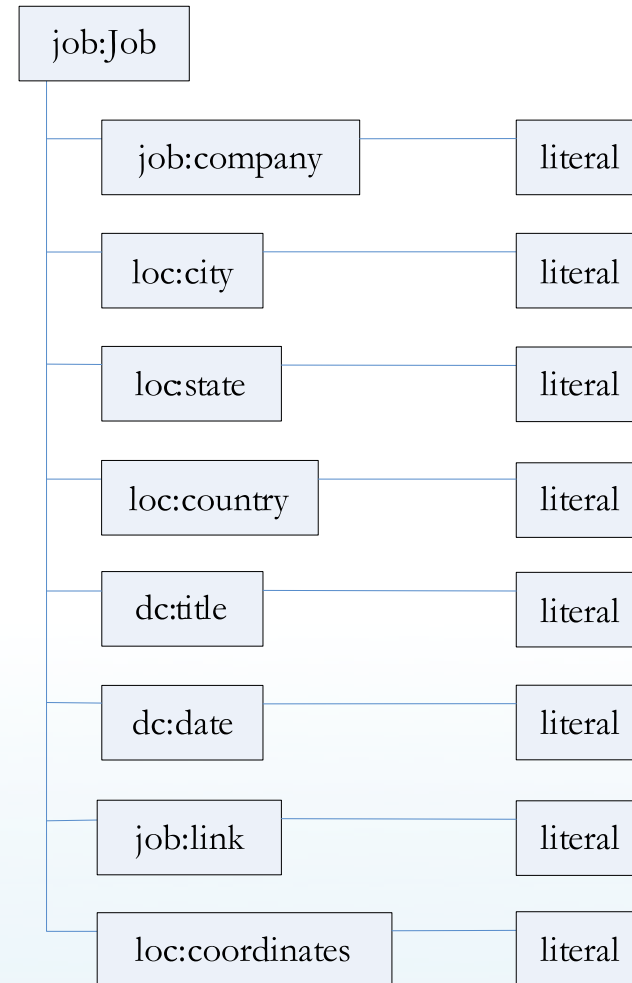 job:Job
job:company literal
loc:city literal
loc:state literal
loc:country literal
dc:title literal
dc:date literal
job:link literal
loc:coordinates literal